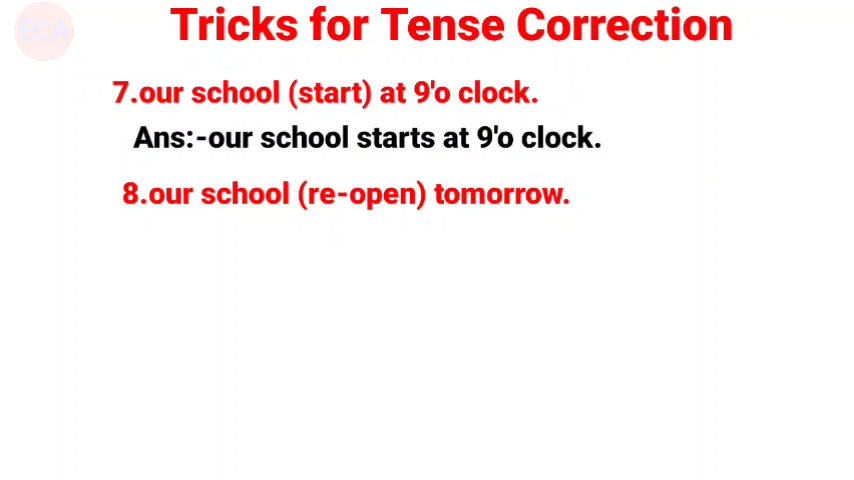 ECA
Tricks for Tense Correction
7.our school (start) at 9'o clock.
Ans:-our school starts at 9'o clock.
8.our school (re-open) tomorrow.